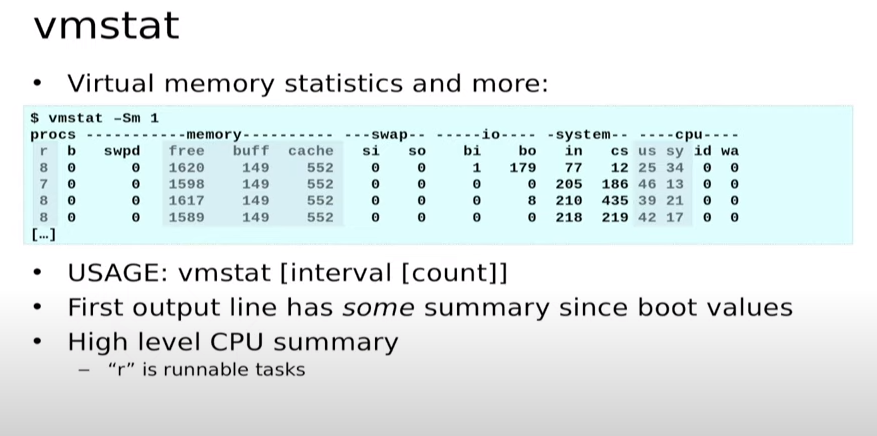 vmstat
• Virtual memory statistics and more:
$ vmstat -Sm 1
procs -----------memory---------- ---swap-- -----io---- -system-- ----cpu----
r b swpd free buff cache si so bi bo in cs us sy id wa
8 0 0 1620 149 552 0 0 1 179 77 12 25 34 0 0
7 0 0 1598 149 552 0 0 0 0 205 186 46 13 0 0
8 0 0 1617 149 552 0 0 0 8 210 435 39 21 0 0
8 0 0 1589 149 552 0 0 0 0 218 219 42 17 0 0
[…]
• USAGE: vmstat [interval [count]]
• First output line has some summary since boot values
• High level CPU summary
– “r” is runnable tasks